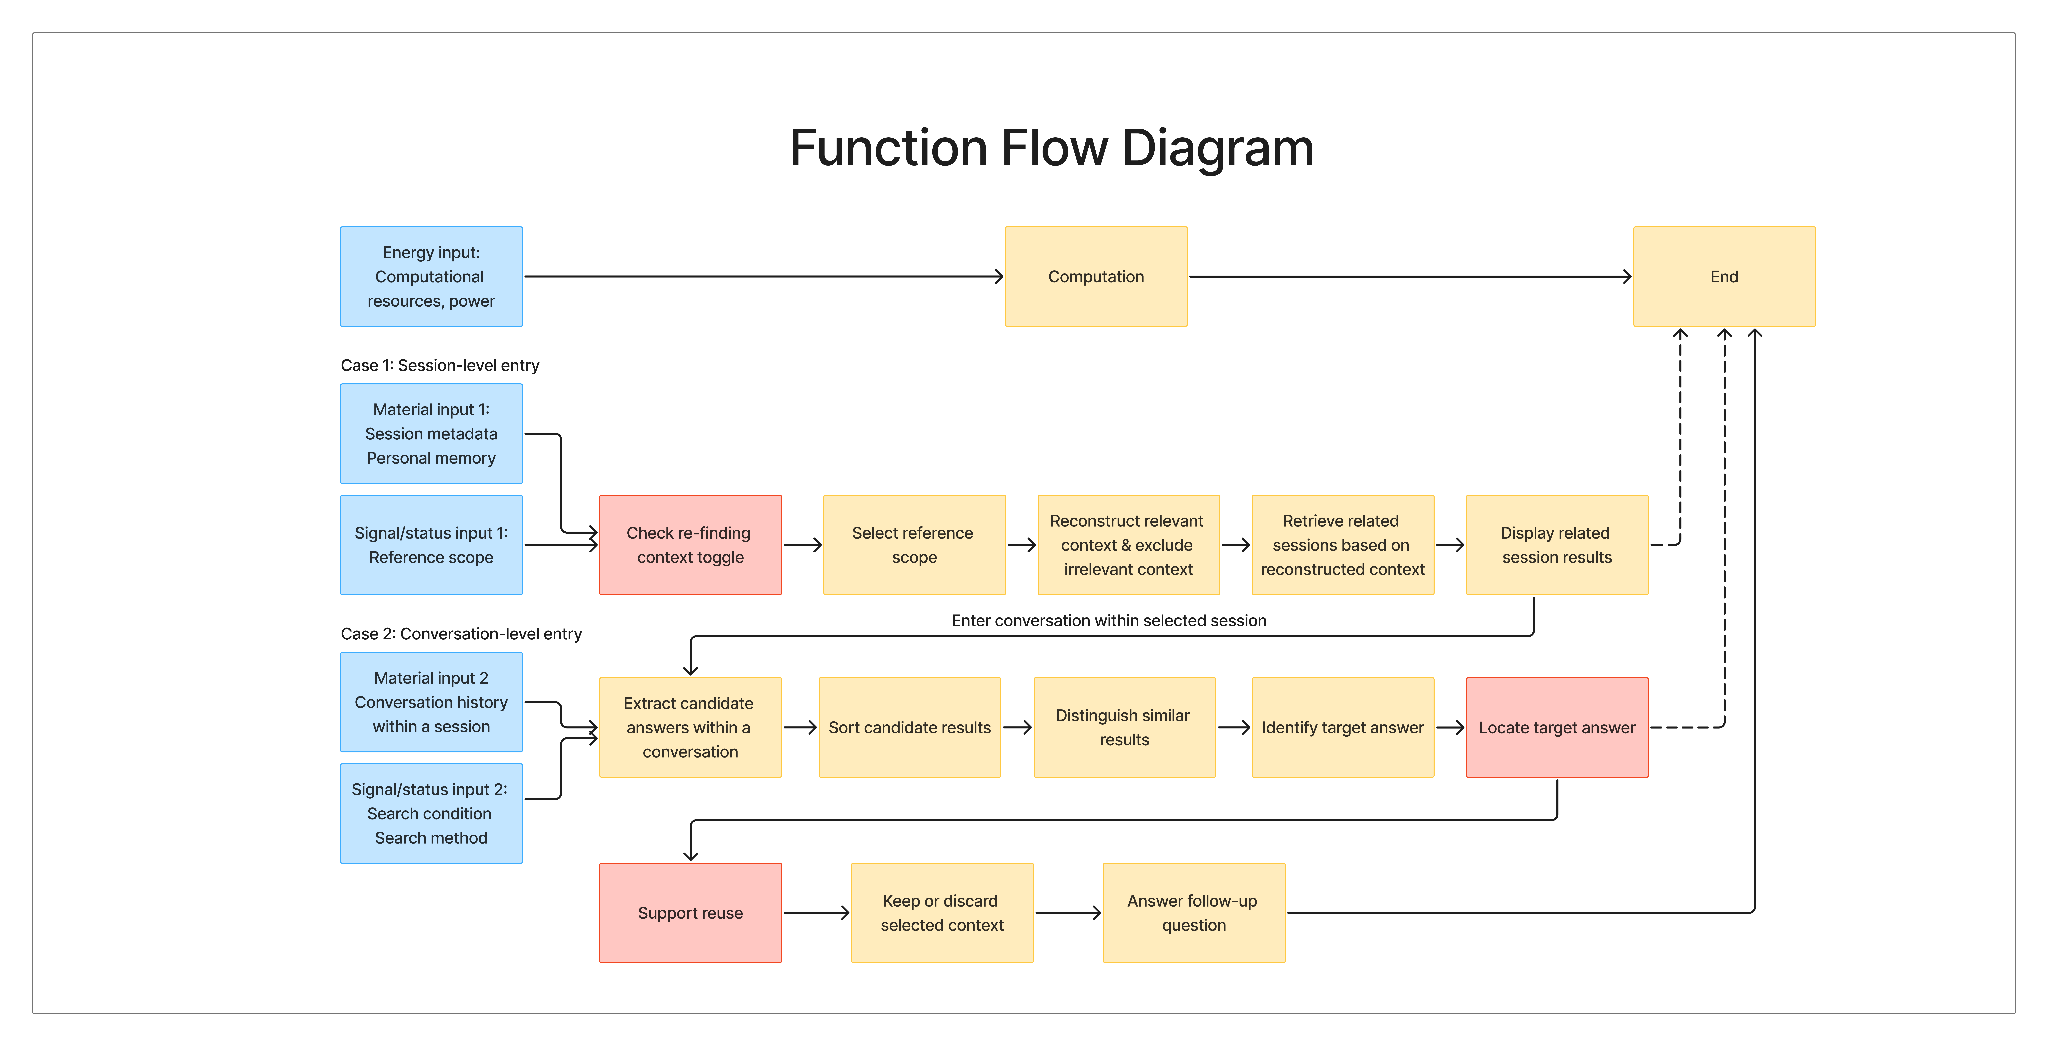 Function Flow Diagram
Energy input:
Computational
resources, power
Computation
End
Case 1: Session-level entry
Material input 1:
Session metadata
Personal memory
Signal/status input 1:
Reference scope
Check re-finding
context toggle
Select reference
scope
Reconstruct relevant
context & exclude
irrelevant context
Retrieve related
sessions based on
reconstructed context
Display related
session results
Enter conversation within selected session
Case 2: Conversation-level entry
Material input 2
Conversation history
within a session
Signal/status input 2:
Search condition
Search method
Extract candidate
answers within a
conversation
Sort candidate results
Distinguish similar
results
Identify target answer
Locate target answer
Support reuse
Keep or discard
selected context
Answer follow-up
question